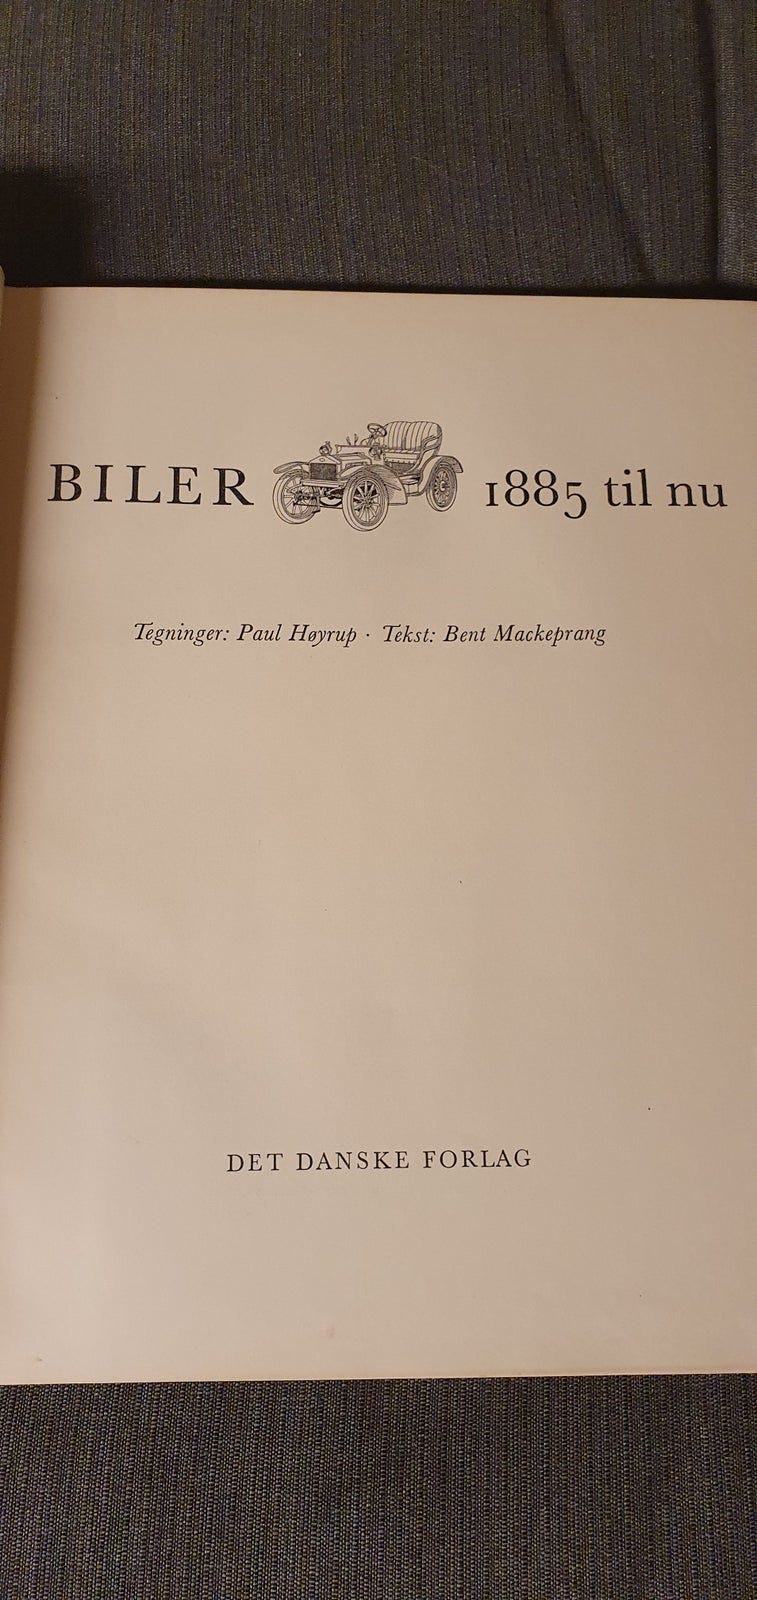 BILER 1885 til nu
Tegninger: Paul Høyrup · Tekst: Bent Mackeprang
DET DANSKE FORLAG